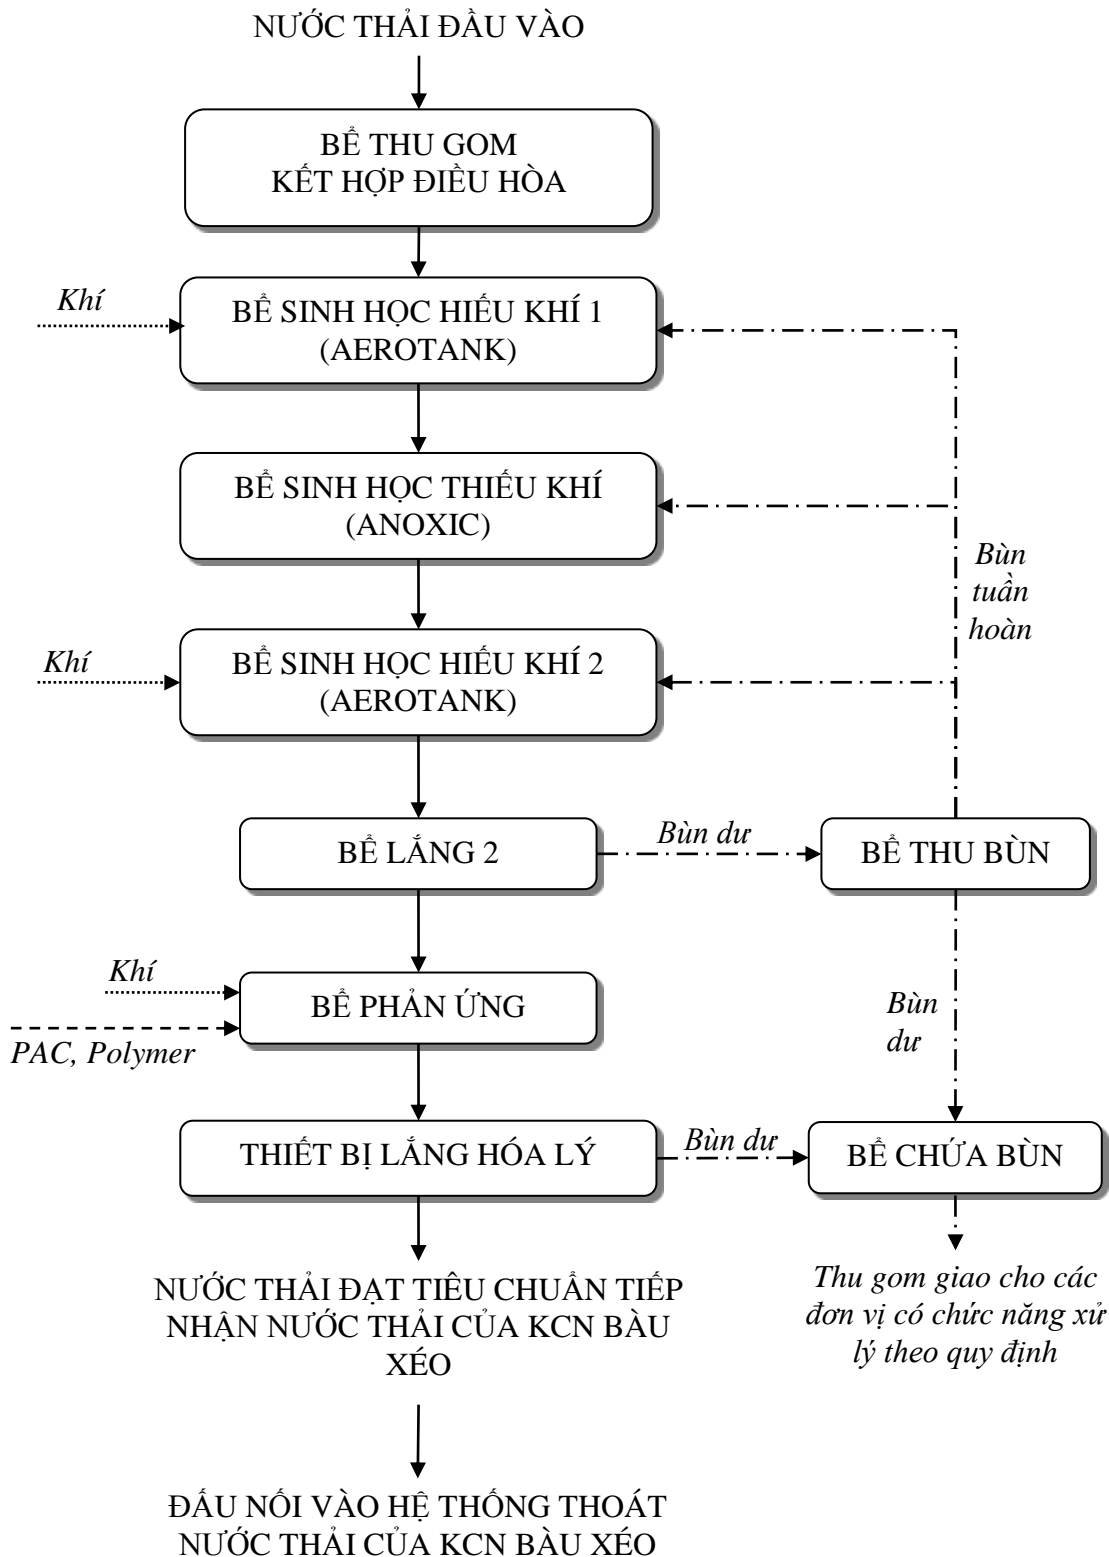 NƯỚC THẢI ĐẦU VÀO
BỂ THU GOM
KẾT HỢP ĐIỀU HÒA
Khí
BỂ SINH HỌC HIẾU KHÍ 1
(AEROTANK)
BỂ SINH HỌC THIẾU KHÍ
(ANOXIC)
Bùn
tuần
hoàn
Khí
BỂ SINH HỌC HIẾU KHÍ 2
(AEROTANK)
BỂ LẮNG 2
Bùn dư
BỂ THU BÙN
Khí
BỂ PHẢN ỨNG
PAC, Polymer
Bùn
dư
THIẾT BỊ LẮNG HÓA LÝ
Bùn dư
BỂ CHỨA BÙN
NƯỚC THẢI ĐẠT TIÊU CHUẨN TIẾP
NHẬN NƯỚC THẢI CỦA KCN BÀU
XÉO
Thu gom giao cho các
đơn vị có chức năng xử
lý theo quy định
ĐẤU NỐI VÀO HỆ THỐNG THOÁT
NƯỚC THẢI CỦA KCN BÀU XÉO